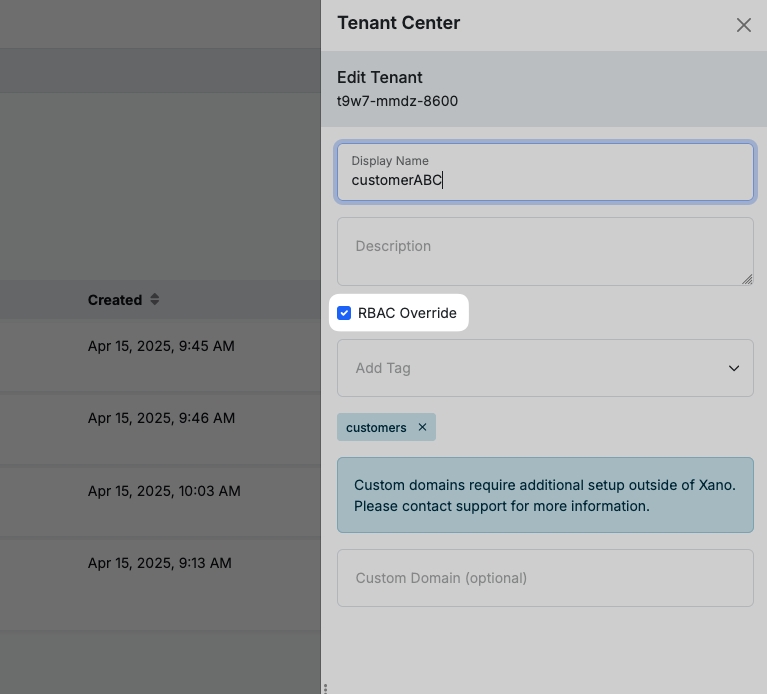 Tenant Center
Edit Tenant
t9w7-mmdz-8600
Display Name
customerABC
Description
RBAC Override
Add Tag
customers
Custom domains require additional setup outside of Xano.
Please contact support for more information.
Custom Domain (optional)
Created
Apr 15, 2025, 9:45 AM
Apr 15, 2025, 9:46 AM
Apr 15, 2025, 10:03 AM
Apr 15, 2025, 9:13 AM